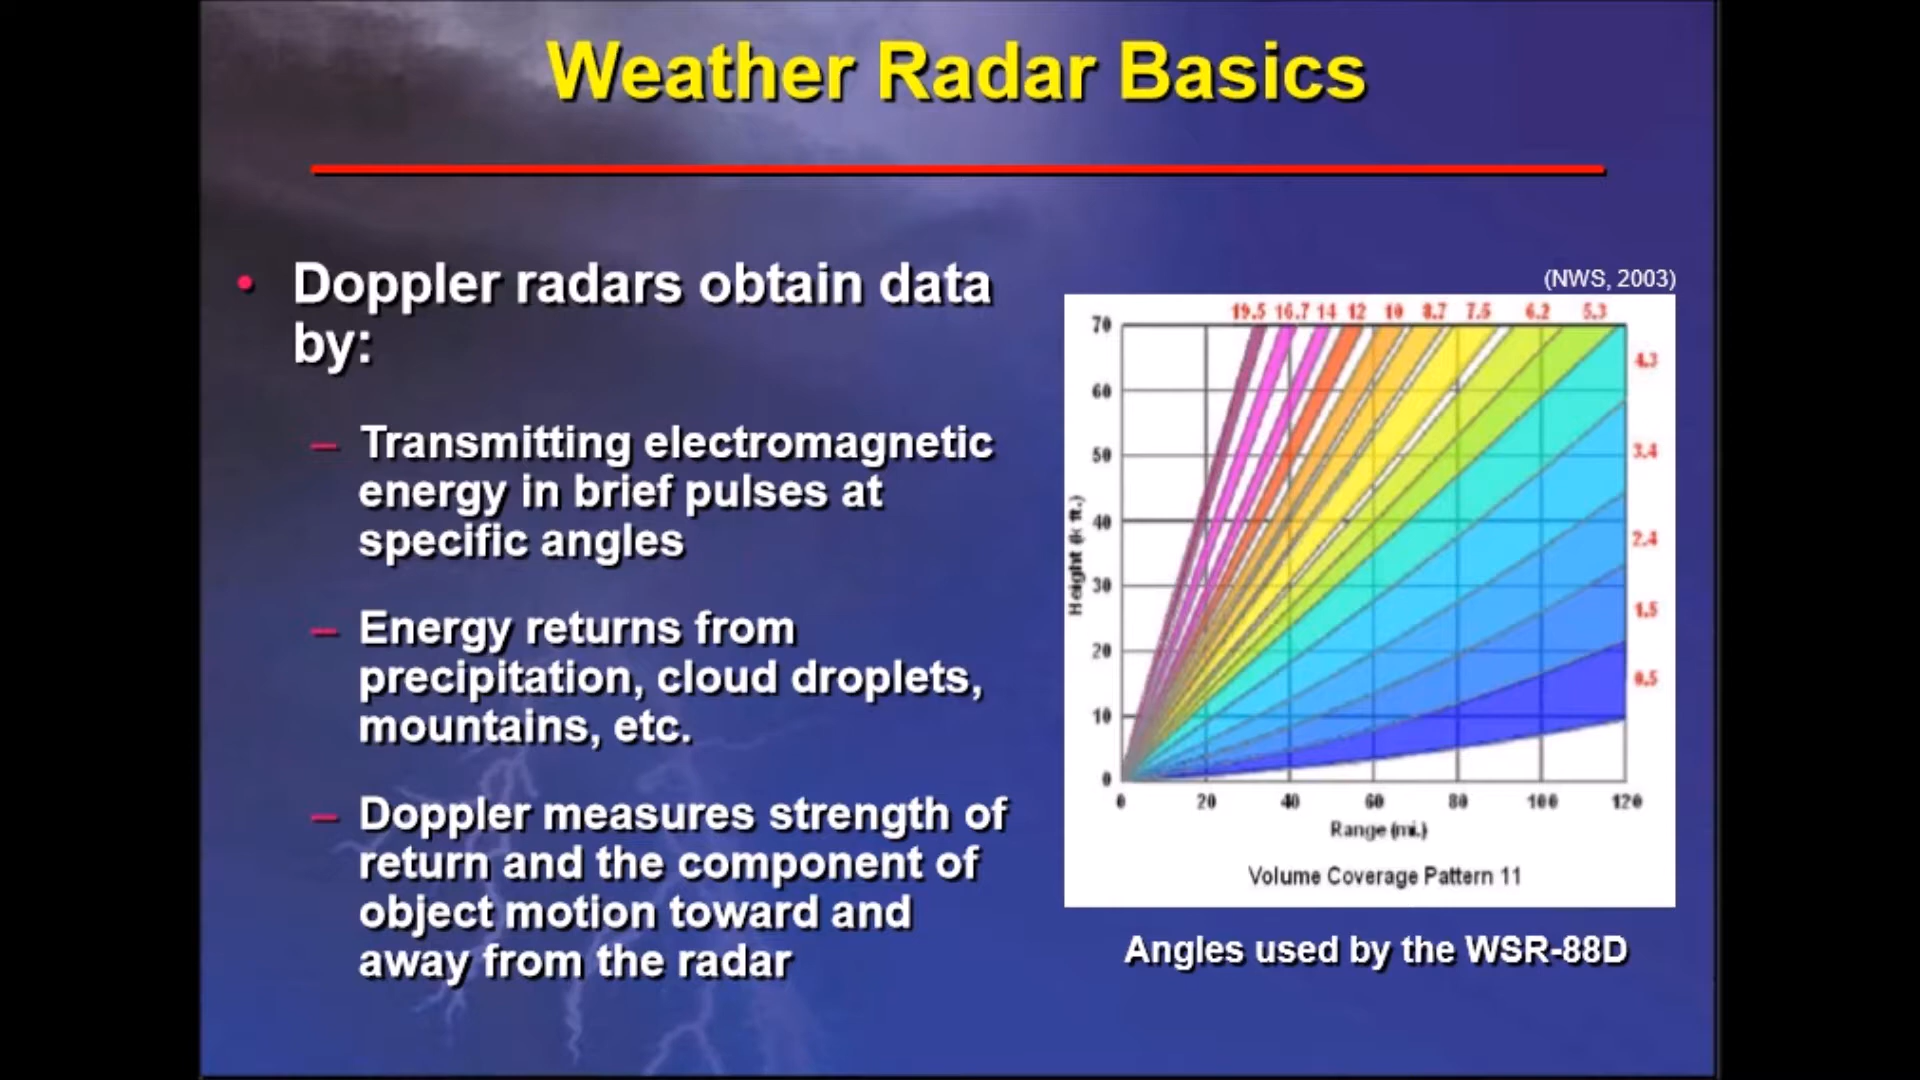 Weather Radar Basics
• Doppler radars obtain data
by:
– Transmitting electromagnetic
energy in brief pulses at
specific angles
– Energy returns from
precipitation, cloud droplets,
mountains, etc.
– Doppler measures strength of
return and the component of
object motion toward and
away from the radar
(NWS, 2003)
19.5 16.7 14 12 10 8.7 7.5 6.2 5.3
4.3
3.4
2.4
1.5
0.5
70
60
50
40
30
20
10
0
Height (k ft.)
0 20 40 60 80 100 120
Range (mi.)
Volume Coverage Pattern 11
Angles used by the WSR-88D